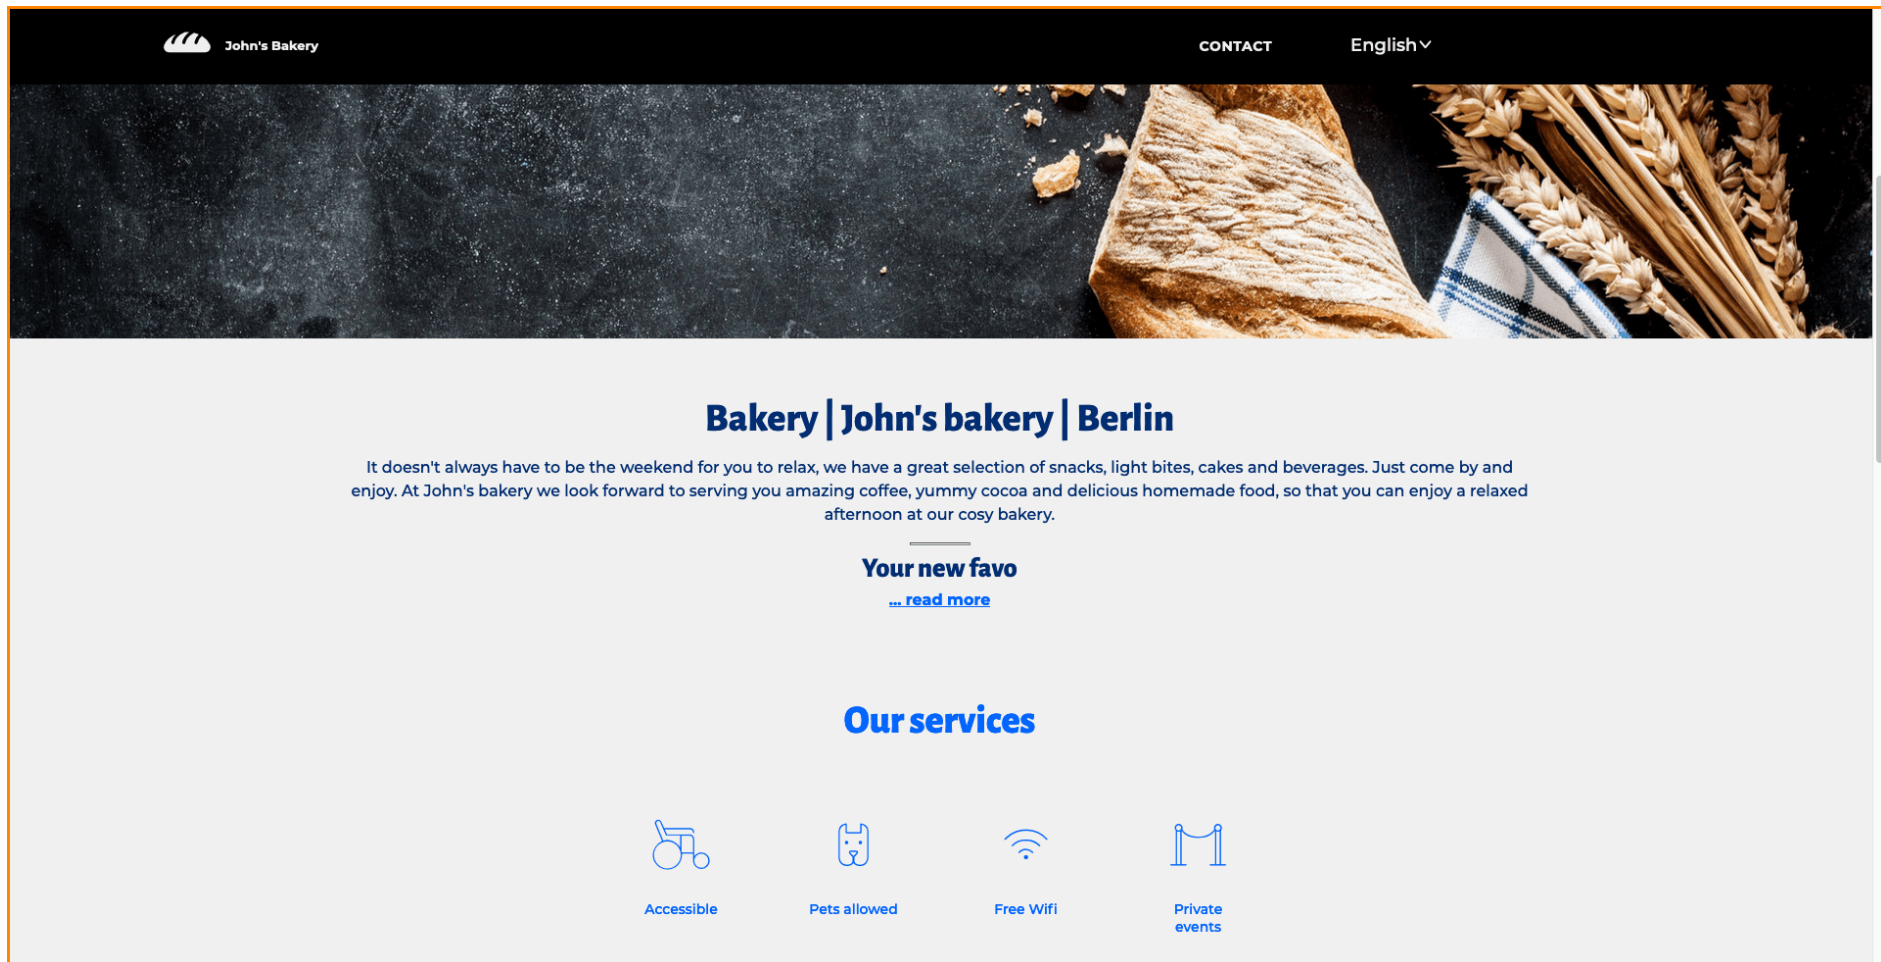 John's Bakery
CONTACT
English
Bakery | John's bakery | Berlin
It doesn't always have to be the weekend for you to relax, we have a great selection of snacks, light bites, cakes and beverages. Just come by and
enjoy. At John's bakery we look forward to serving you amazing coffee, yummy cocoa and delicious homemade food, so that you can enjoy a relaxed
afternoon at our cosy bakery.
Your new favo
... read more
Our services
Accessible
Pets allowed
Free Wifi
Private
events